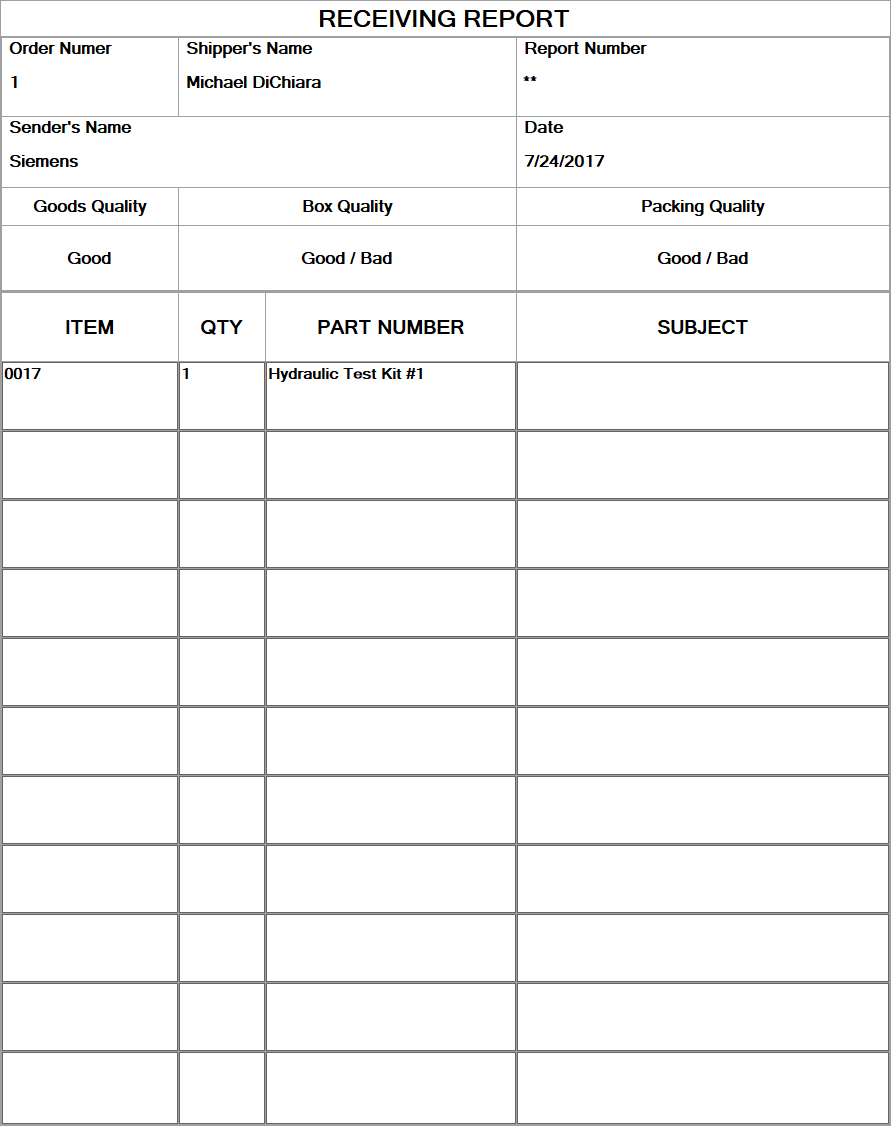 RECEIVING REPORT
Order Numer
Shipper's Name
Report Number
1
Michael DiChiara
**
Sender's Name
Date
Siemens
7/24/2017
Goods Quality
Box Quality
Packing Quality
Good
Good / Bad
Good / Bad
ITEM
QTY
PART NUMBER
SUBJECT
0017
1
Hydraulic Test Kit #1